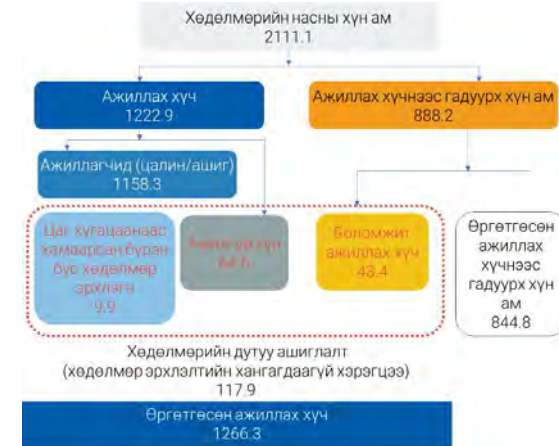 Хөдөлмөрийн насны хүн ам
2111.1
Ажиллах хүч
1222.9
Ажиллах хүчнээс гадуурх хүн ам
888.2
Ажиллагчид (цалин/ашиг)
1158.3
Цаг хугацаанаас
хамаарсан бүрэн
бус хөдөлмөр
эрхлэгч
9.9
Ажилгүй хүн
64.6
Боломжит
ажиллах хүч
43.4
Өргөтгөсөн
ажиллах
хүчнээс
гадуурх хүн
ам
844.8
Хөдөлмөрийн дутуу ашиглалт
(хөдөлмөр эрхлэлтийн хангагдаагүй хэрэгцээ)
117.9
Өргөтгөсөн ажиллах хүч
1266.3